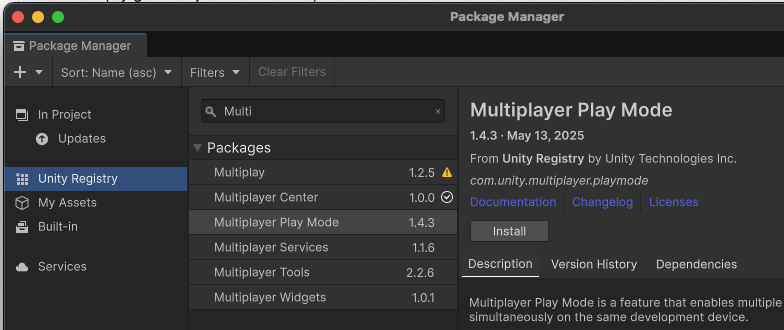 Package Manager
Package Manager
+ Sort: Name (asc) Filters Clear Filters
In Project
Updates
Unity Registry
My Assets
Built-in
Services
Multi ×
Packages
Multiplay 1.2.5
Multiplayer Center 1.0.0
Multiplayer Play Mode 1.4.3
Multiplayer Services 1.1.6
Multiplayer Tools 2.2.6
Multiplayer Widgets 1.0.1
Multiplayer Play Mode
1.4.3 · May 13, 2025
From Unity Registry by Unity Technologies Inc.
com.unity.multiplayer.playmode
Documentation Changelog Licenses
Install
Description Version History Dependencies
Multiplayer Play Mode is a feature that enables multiple
simultaneously on the same development device.